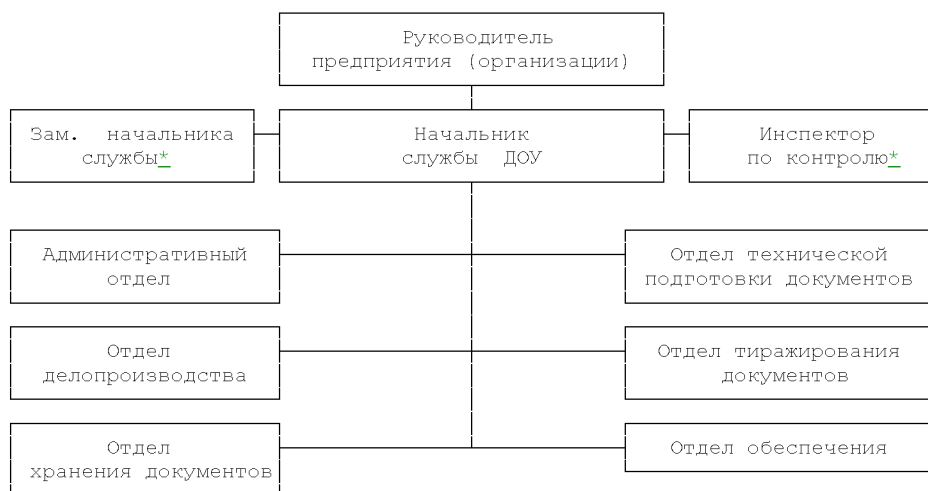 Руководитель
предприятия (организации)
Зам. начальника
службы*
Начальник
службы ДОУ
Инспектор
по контролю*
Административный
отдел
Отдел технической
подготовки документов
Отдел
делопроизводства
Отдел тиражирования
документов
Отдел
хранения документов
Отдел обеспечения